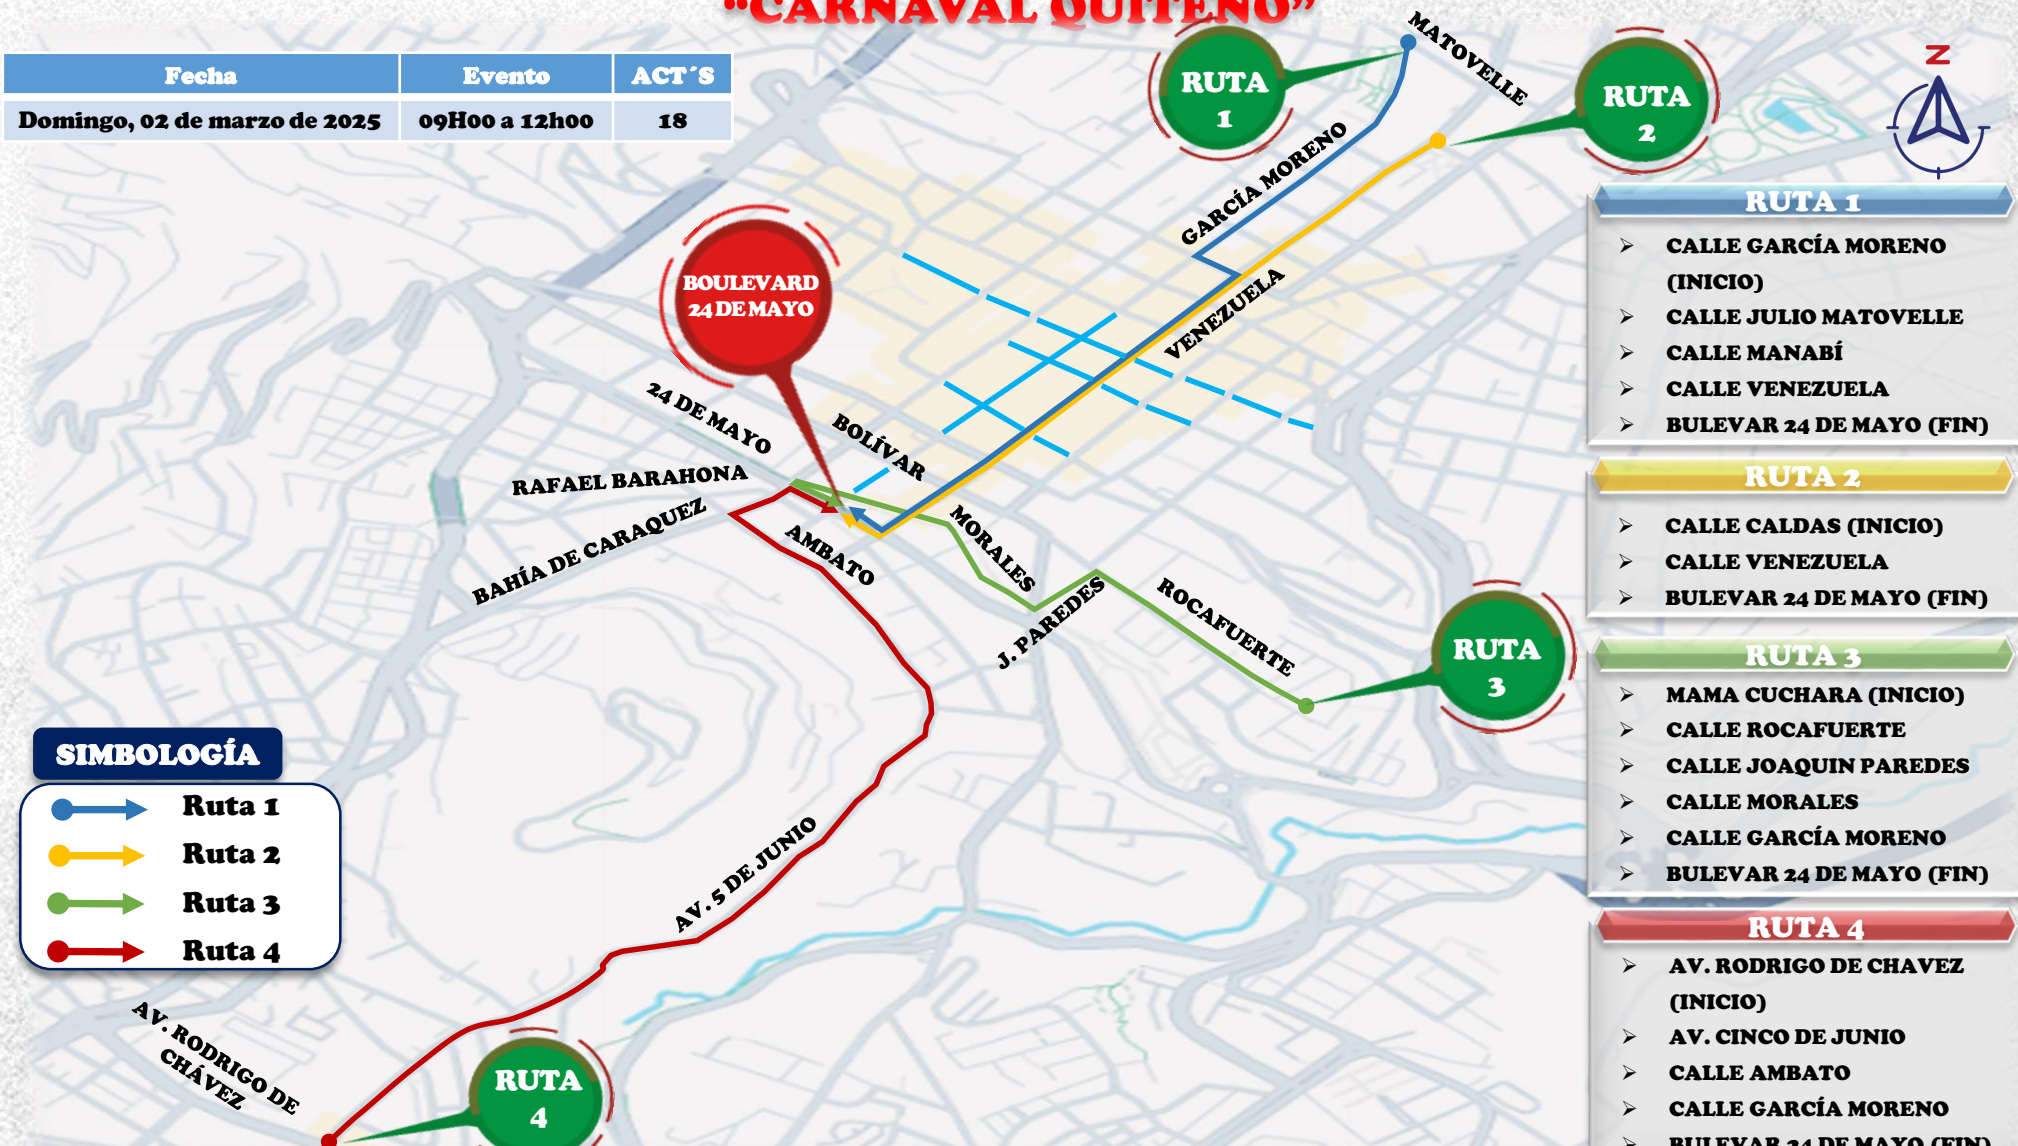 “CARNAVAL QUITEÑO”
Fecha Evento ACT´S
Domingo, 02 de marzo de 2025 09H00 a 12h00 18
N
RUTA
1
MATOVELLE
RUTA
2
GARCÍA MORENO
VENEZUELA
BOULEVARD
24 DE MAYO
24 DE MAYO
BOLÍVAR
RAFAEL BARAHONA
BAHÍA DE CARAQUEZ
AMBATO
MORALES
J. PAREDES
ROCAFUERTE
RUTA
3
AV. 5 DE JUNIO
AV. RODRIGO DE
CHÁVEZ
RUTA
4
SIMBOLOGÍA
Ruta 1
Ruta 2
Ruta 3
Ruta 4
RUTA 1
➢ CALLE GARCÍA MORENO
(INICIO)
➢ CALLE JULIO MATOVELLE
➢ CALLE MANABÍ
➢ CALLE VENEZUELA
➢ BULEVAR 24 DE MAYO (FIN)
RUTA 2
➢ CALLE CALDAS (INICIO)
➢ CALLE VENEZUELA
➢ BULEVAR 24 DE MAYO (FIN)
RUTA 3
➢ MAMA CUCHARA (INICIO)
➢ CALLE ROCAFUERTE
➢ CALLE JOAQUIN PAREDES
➢ CALLE MORALES
➢ CALLE GARCÍA MORENO
➢ BULEVAR 24 DE MAYO (FIN)
RUTA 4
➢ AV. RODRIGO DE CHAVEZ
(INICIO)
➢ AV. CINCO DE JUNIO
➢ CALLE AMBATO
➢ CALLE GARCÍA MORENO
➢ BULEVAR 24 DE MAYO (FIN)